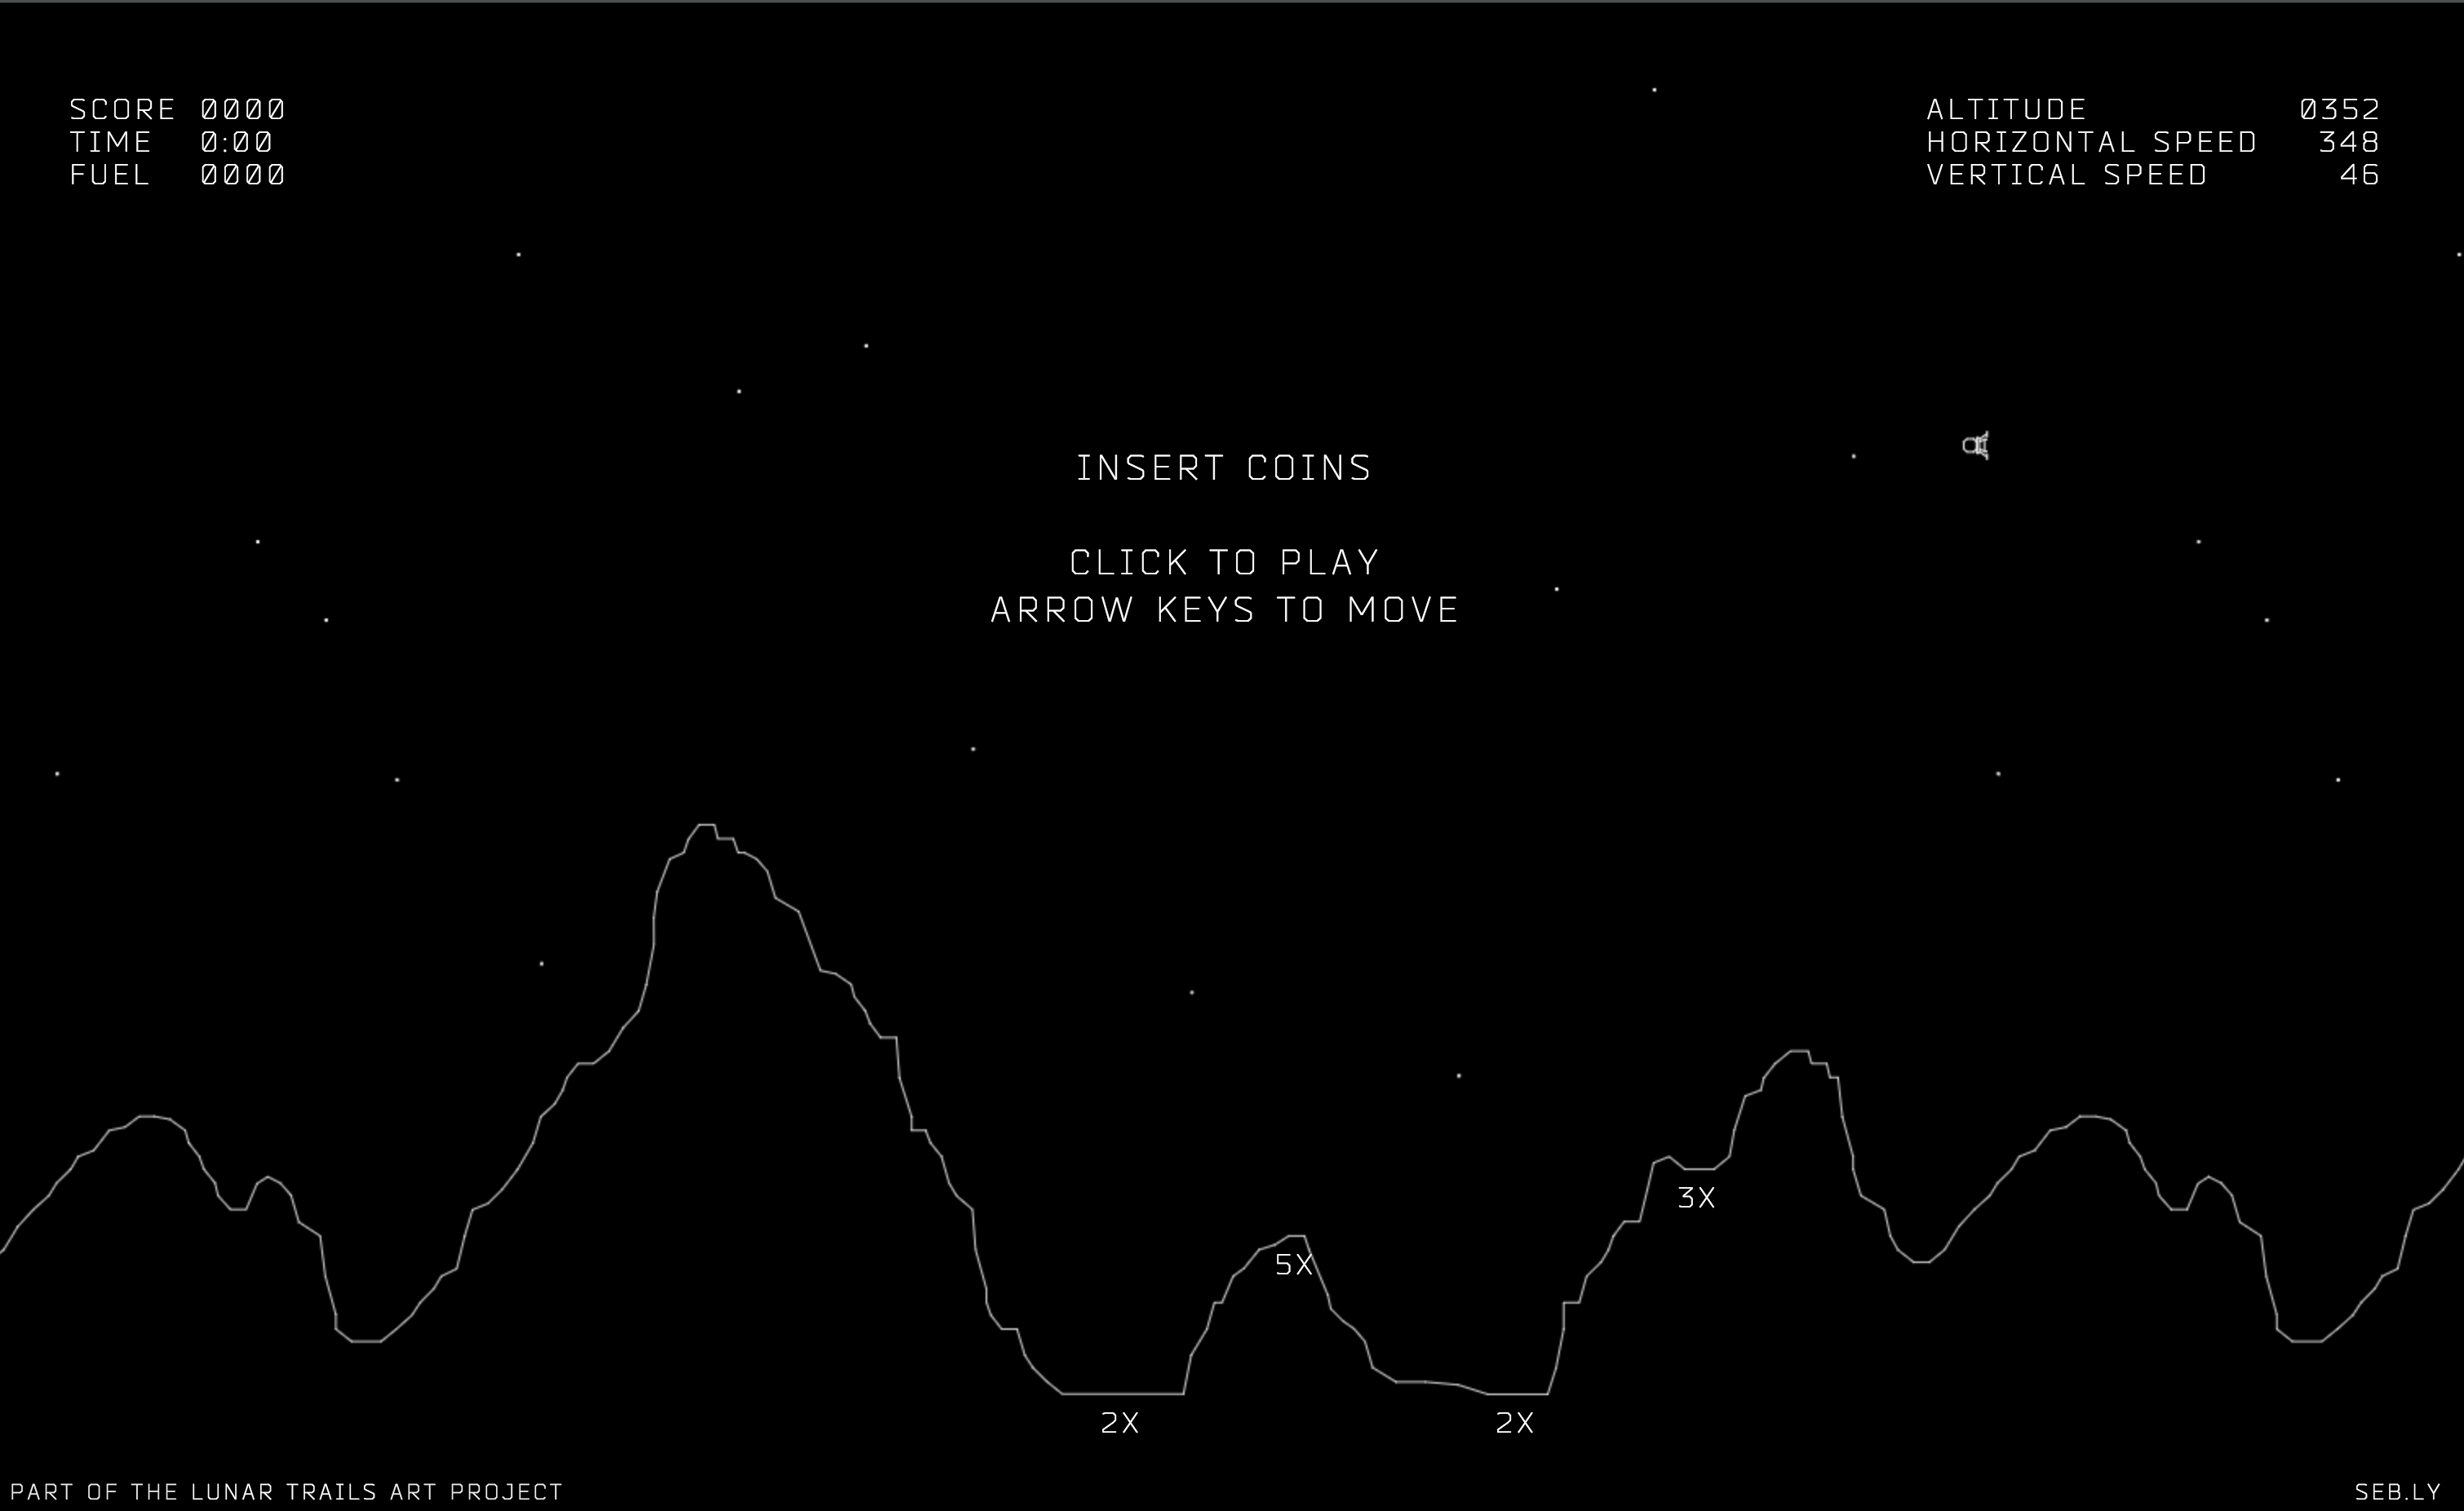 SCORE 0000
TIME 0:00
FUEL 0000
ALTITUDE 0352
HORIZONTAL SPEED 348
VERTICAL SPEED 46
INSERT COINS
CLICK TO PLAY
ARROW KEYS TO MOVE
3X
5X
2X
2X
PART OF THE LUNAR TRAILS ART PROJECT
SEB.LY